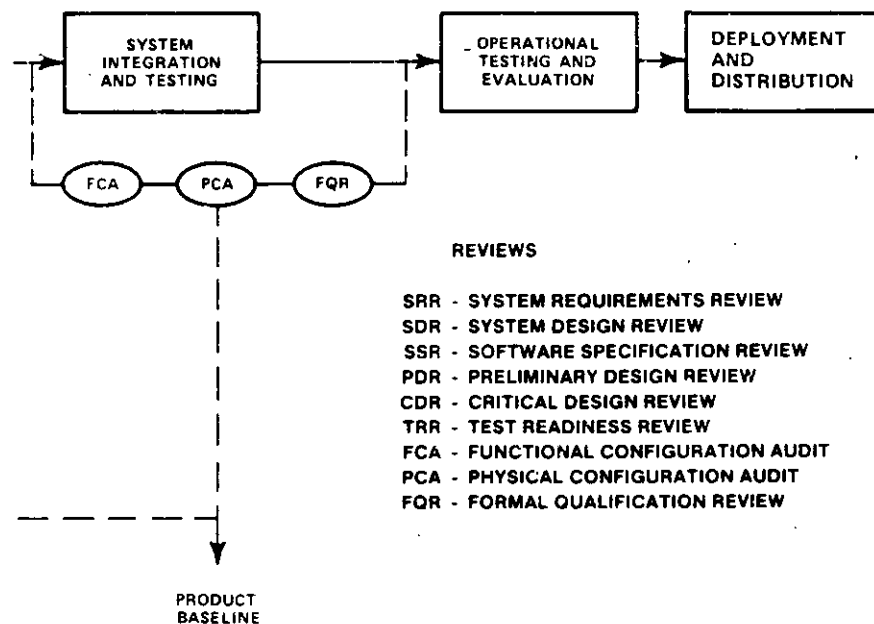 SYSTEM
INTEGRATION
AND TESTING
OPERATIONAL
TESTING AND
EVALUATION
DEPLOYMENT
AND
DISTRIBUTION
FCA
PCA
FQR
REVIEWS
SRR - SYSTEM REQUIREMENTS REVIEW
SDR - SYSTEM DESIGN REVIEW
SSR - SOFTWARE SPECIFICATION REVIEW
PDR - PRELIMINARY DESIGN REVIEW
CDR - CRITICAL DESIGN REVIEW
TRR - TEST READINESS REVIEW
FCA - FUNCTIONAL CONFIGURATION AUDIT
PCA - PHYSICAL CONFIGURATION AUDIT
FQR - FORMAL QUALIFICATION REVIEW
PRODUCT
BASELINE